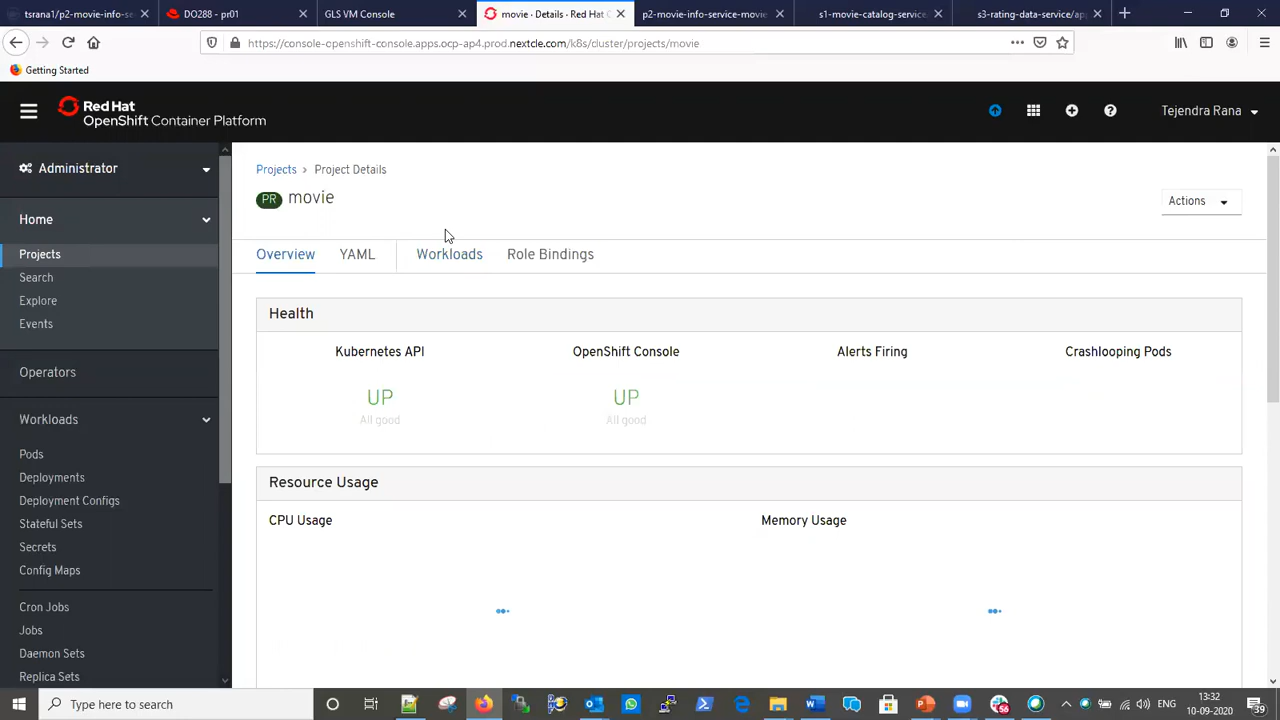 tsrana1/p2-movie-info-se
DO288 - pr01
GLS VM Console
movie · Details · Red Hat O
p2-movie-info-service-movie
s1-movie-catalog-service/
s3-rating-data-service/ap
https://console-openshift-console.apps.ocp-ap4.prod.nextcle.com/k8s/cluster/projects/movie
Getting Started
Red Hat
OpenShift Container Platform
Tejendra Rana
Administrator
Home
Projects
Search
Explore
Events
Operators
Workloads
Pods
Deployments
Deployment Configs
Stateful Sets
Secrets
Config Maps
Cron Jobs
Jobs
Daemon Sets
Replica Sets
Projects > Project Details
PR movie
Actions
Overview YAML Workloads Role Bindings
Health
Kubernetes API OpenShift Console Alerts Firing Crashlooping Pods
UP UP
All good All good
Resource Usage
CPU Usage Memory Usage
Type here to search
56
ENG
13:32
10-09-2020
39